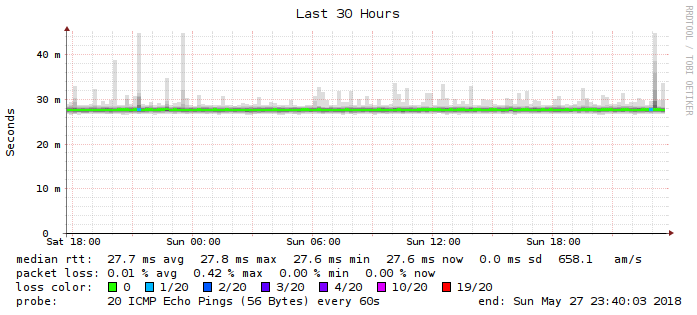 Last 30 Hours
RRDTOOL / TOBI OETIKER
Seconds
40 m
30 m
20 m
10 m
0
Sat 18:00 Sun 00:00 Sun 06:00 Sun 12:00 Sun 18:00
median rtt: 27.7 ms avg 27.8 ms max 27.6 ms min 27.6 ms now 0.0 ms sd 658.1 am/s
packet loss: 0.01 % avg 0.42 % max 0.00 % min 0.00 % now
loss color: 0 1/20 2/20 3/20 4/20 10/20 19/20
probe: 20 ICMP Echo Pings (56 Bytes) every 60s end: Sun May 27 23:40:03 2018